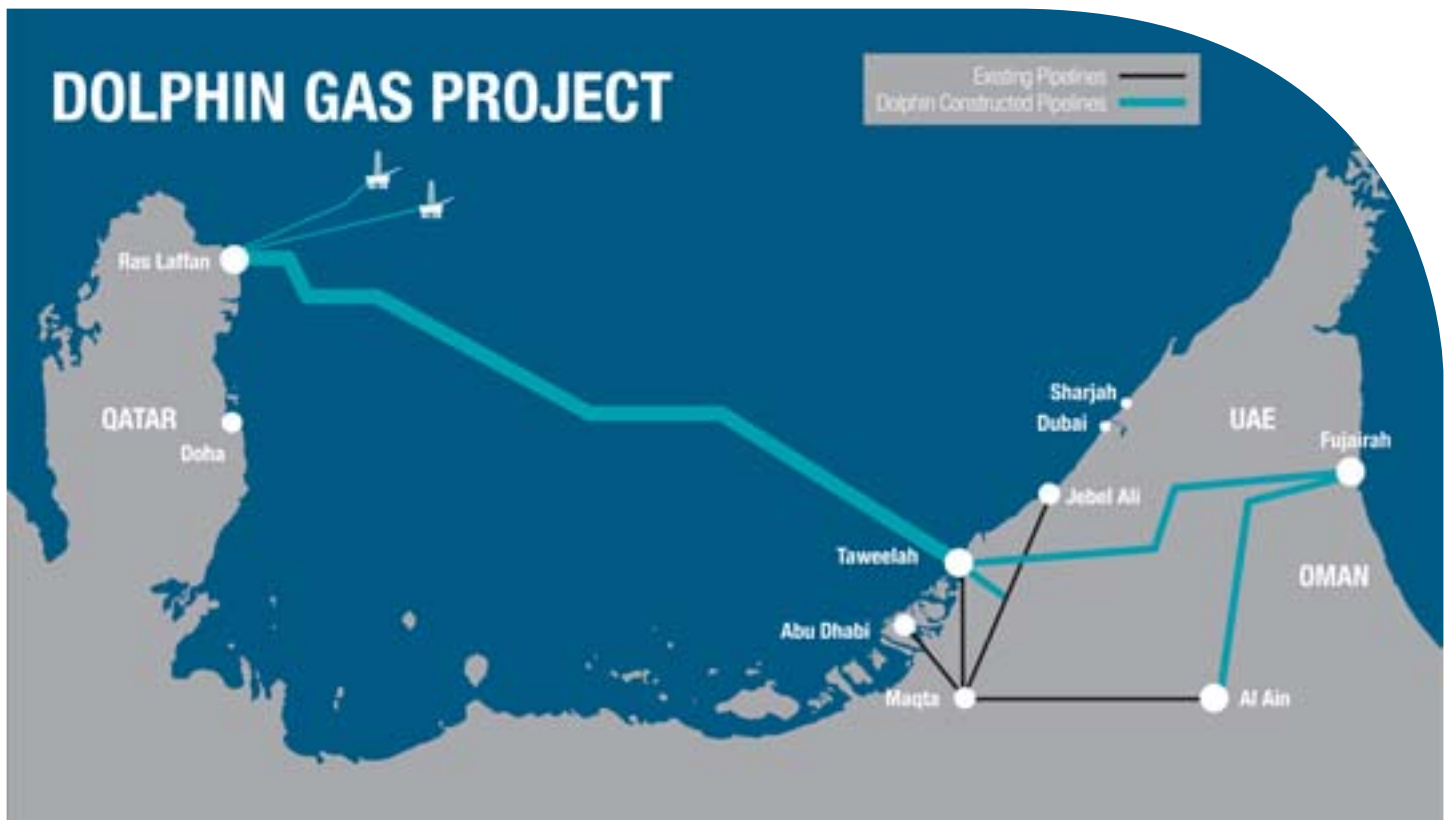 DOLPHIN GAS PROJECT
Existing Pipelines
Dolphin Constructed Pipelines
Ras Laffan
QATAR
Doha
Sharjah
Dubai
UAE
Fujairah
Jebel Ali
Taweelah
OMAN
Abu Dhabi
Maqta
Al Ain